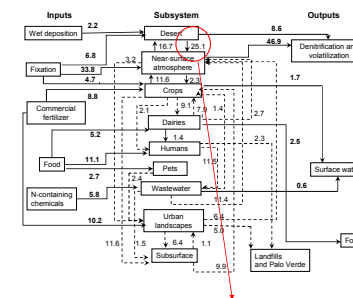 Inputs Subsystem Outputs
2.2 8.6
Wet deposition Desert
16.7 25.1 46.9
6.8 3.2 Near-surface
atmosphere
Denitrification an
volatilization
Fixation 33.8
4.7 11.6 2.3 1.7
8.8 Crops
Commercial
fertilizer
2.1 9.1 7.9 1.4 2.7
Dairies
5.2 1.4 2.3 2.5
Humans
Food 11.1 11.5
2.7 Pets Surface wat
2.4
N-containing
chemicals
5.8 Wastewater 0.6
11.4
10.2 Urban
landscapes
6.4
5.0
11.6 1.5 6.4 1.1 Fo
Subsurface Landfills
and Palo Verde
9.9